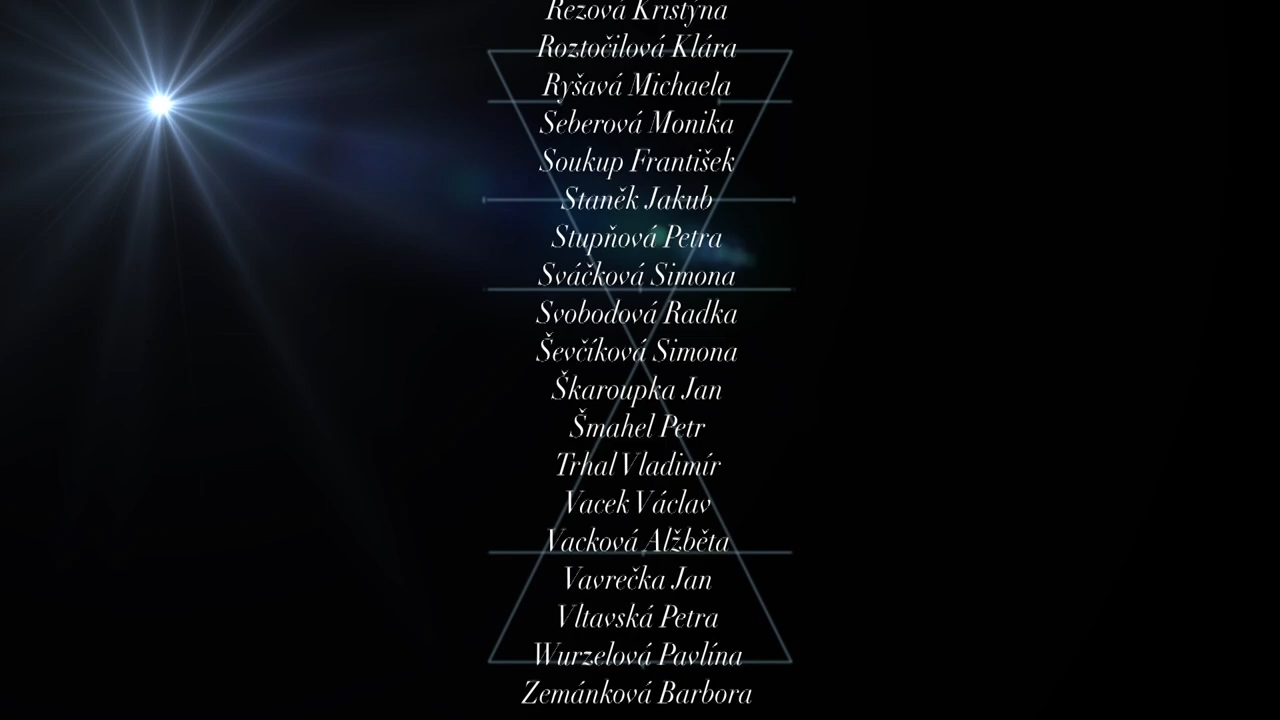 Rezová Kristýna
Roztočilová Klára
Ryšavá Michaela
Seberová Monika
Soukup František
Staněk Jakub
Stupňová Petra
Sváčková Simona
Svobodová Radka
Ševčíková Simona
Škaroupka Jan
Šmahel Petr
Trhal Vladimír
Vacek Václav
Vacková Alžběta
Vavrečka Jan
Vltavská Petra
Wurzelová Pavlína
Zemánková Barbora